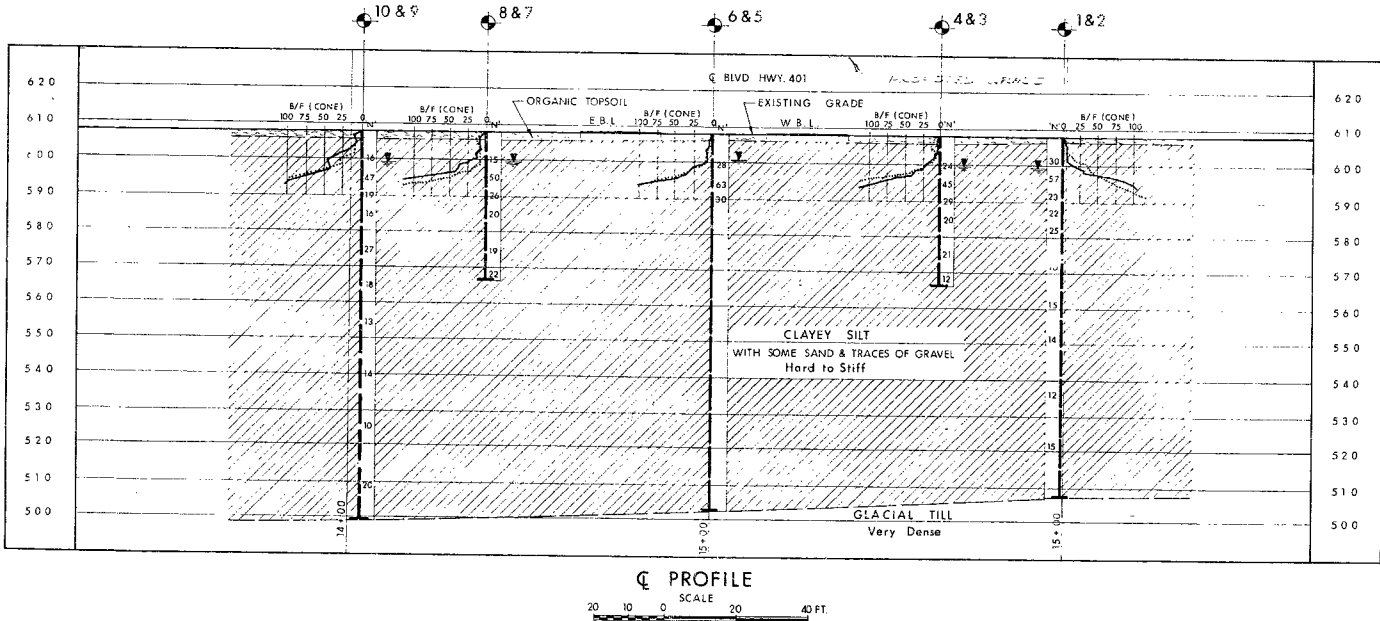 10 & 9
8 & 7
6 & 5
4 & 3
1 & 2
℄ BLVD HWY. 401
620
610
600
590
580
570
560
550
540
530
520
510
500
620
610
600
590
580
570
560
550
540
530
520
510
500
B/F (CONE)
100 75 50 25 0
'N'
B/F (CONE)
100 75 50 25 0
'N'
ORGANIC TOPSOIL
E.B.L.
B/F (CONE)
100 75 50 25 0
'N'
EXISTING GRADE
W.B.L.
B/F (CONE)
100 75 50 25 0
'N'
B/F (CONE)
'N' 0 25 50 75 100
16
47
19
16
27
18
13
14
10
20
15
50
26
20
19
22
28
63
30
24
45
29
20
21
12
30
57
23
22
25
15
14
12
15
CLAYEY SILT
WITH SOME SAND & TRACES OF GRAVEL
Hard to Stiff
GLACIAL TILL
Very Dense
14+00
15+00
15+00
℄ PROFILE
SCALE
20 10 0 20 40 FT.